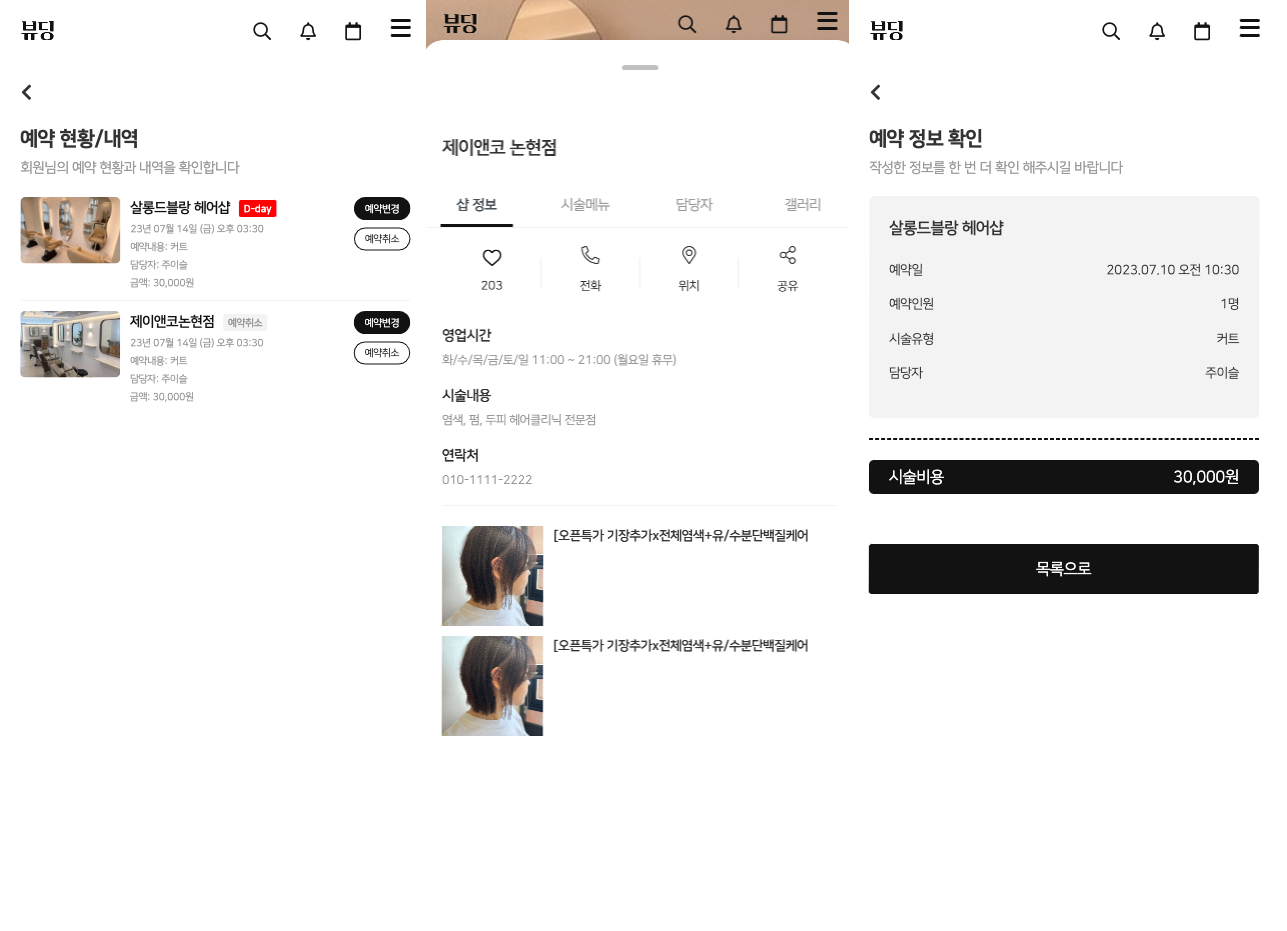 뷰딩
예약 현황/내역
회원님의 예약 현황과 내역을 확인합니다
살롱드블랑 헤어샵 D-day 예약변경
23년 07월 14일 (금) 오후 03:30
예약취소
예약내용: 커트
담당자: 주이슬
금액: 30,000원
제이앤코논현점 예약취소 예약변경
23년 07월 14일 (금) 오후 03:30
예약취소
예약내용: 커트
담당자: 주이슬
금액: 30,000원
뷰딩
제이앤코 논현점
샵 정보 시술메뉴 담당자 갤러리
203 전화 위치 공유
영업시간
화/수/목/금/토/일 11:00 ~ 21:00 (월요일 휴무)
시술내용
염색, 펌, 두피 헤어클리닉 전문점
연락처
010-1111-2222
[오픈특가 기장추가x전체염색+유/수분단백질케어
[오픈특가 기장추가x전체염색+유/수분단백질케어
뷰딩
예약 정보 확인
작성한 정보를 한 번 더 확인 해주시길 바랍니다
살롱드블랑 헤어샵
예약일 2023.07.10 오전 10:30
예약인원 1명
시술유형 커트
담당자 주이슬
시술비용 30,000원
목록으로